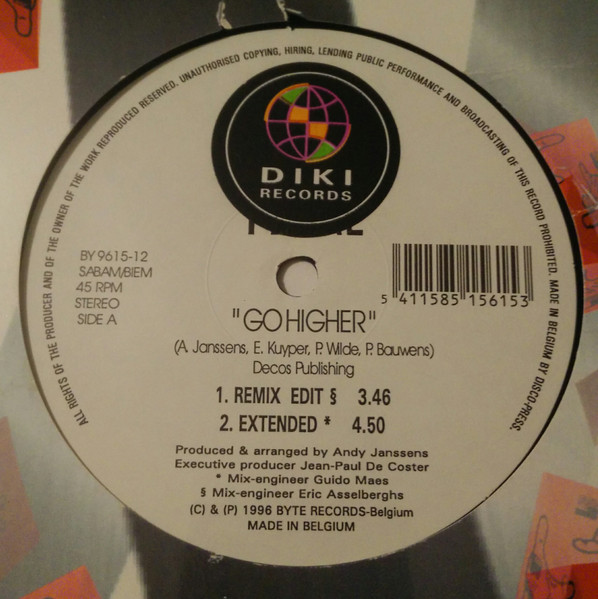 ALL RIGHTS OF THE PRODUCER AND OF THE OWNER OF THE WORK REPRODUCED RESERVED. UNAUTHORISED COPYING, HIRING, LENDING PUBLIC PERFORMANCE AND BROADCASTING OF THIS RECORD PROHIBITED. MADE IN BELGIUM BY DISCO-PRESS.
DIKI
RECORDS
BY 9615-12
SABAM/BIEM
45 RPM
STEREO
SIDE A
5 411585 156153
"GO HIGHER"
(A. Janssens, E. Kuyper, P. Wilde, P. Bauwens)
Decos Publishing
1. REMIX EDIT § 3.46
2. EXTENDED * 4.50
Produced & arranged by Andy Janssens
Executive producer Jean-Paul De Coster
* Mix-engineer Guido Maes
§ Mix-engineer Eric Asselberghs
(C) & (P) 1996 BYTE RECORDS-Belgium
MADE IN BELGIUM